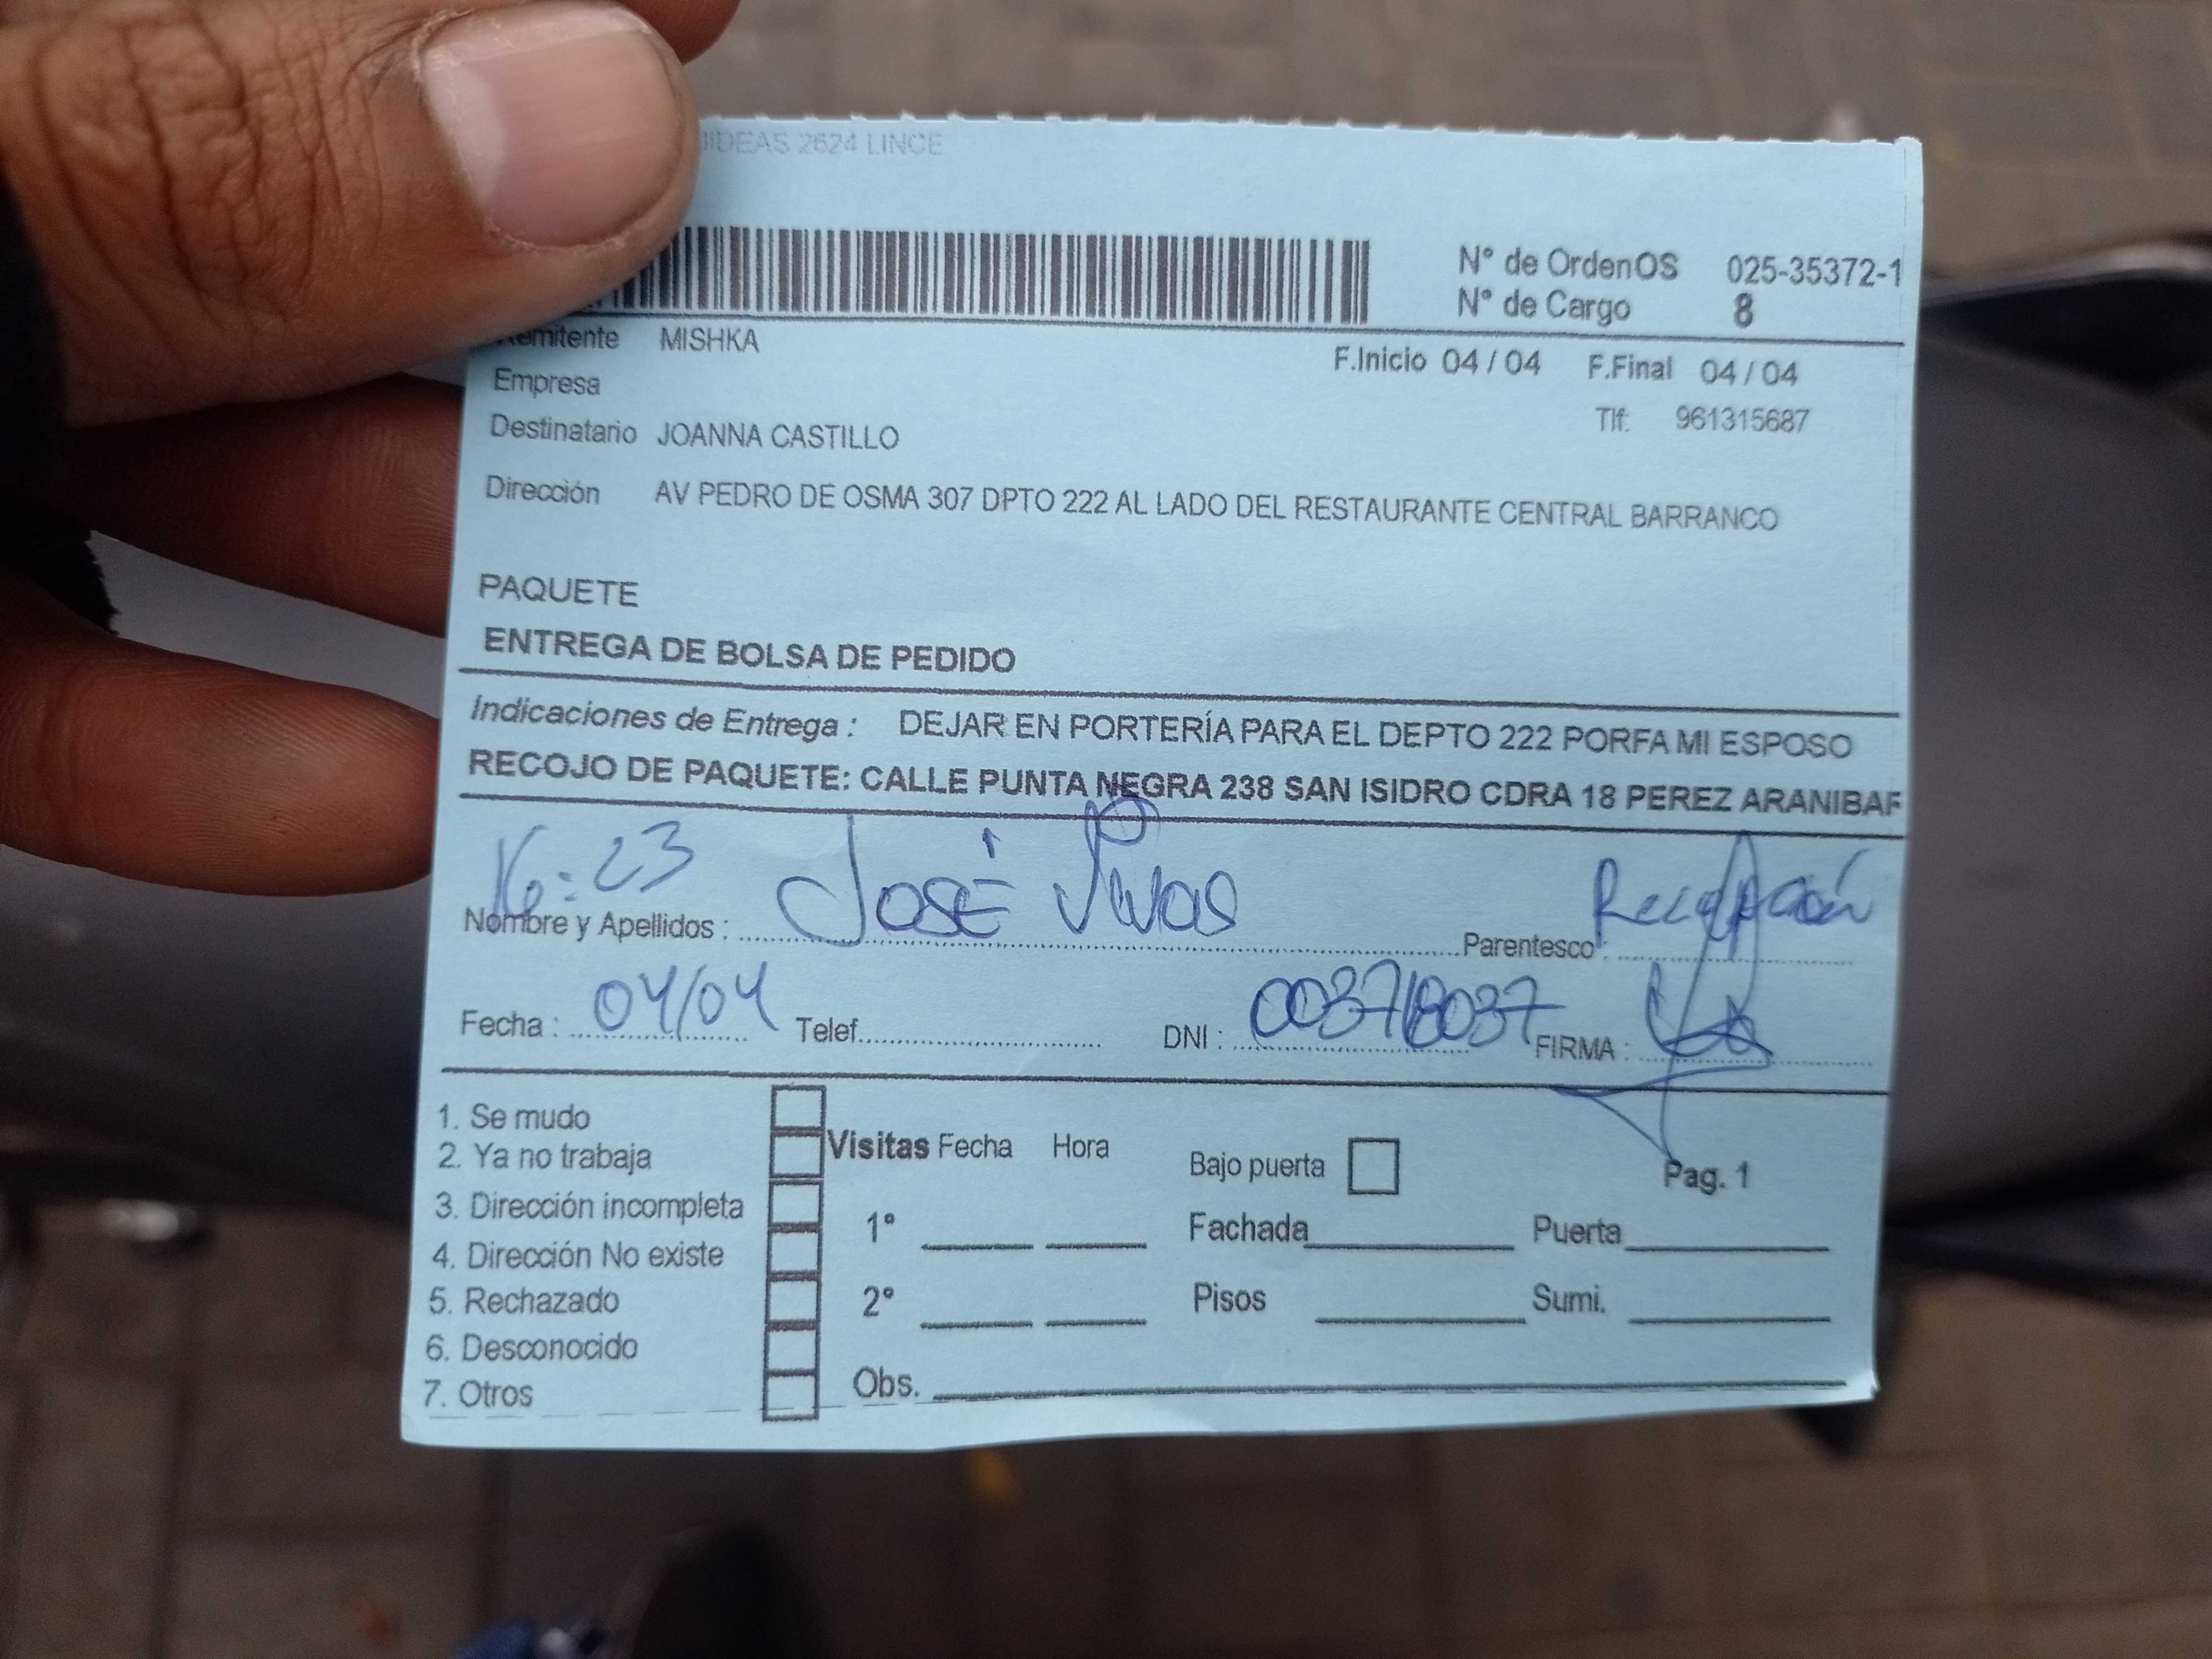 2624 LINCE
N° de OrdenOS 025-35372-1
N° de Cargo 8
Remitente MISHKA
F.Inicio 04 / 04 F.Final 04 / 04
Empresa
Tlf: 961315687
Destinatario JOANNA CASTILLO
Dirección AV PEDRO DE OSMA 307 DPTO 222 AL LADO DEL RESTAURANTE CENTRAL BARRANCO
PAQUETE
ENTREGA DE BOLSA DE PEDIDO
Indicaciones de Entrega : DEJAR EN PORTERÍA PARA EL DEPTO 222 PORFA MI ESPOSO
RECOJO DE PAQUETE: CALLE PUNTA NEGRA 238 SAN ISIDRO CDRA 18 PEREZ ARANIBAR
16:23
Nombre y Apellidos : José Parentesco : Recepción
Fecha : 04/04 Telef. DNI : 003718037 FIRMA :
1. Se mudo
2. Ya no trabaja
3. Dirección incompleta
4. Dirección No existe
5. Rechazado
6. Desconocido
7. Otros
Visitas Fecha Hora
1°
2°
Obs.
Bajo puerta
Pag. 1
Fachada Puerta
Pisos Sumi.